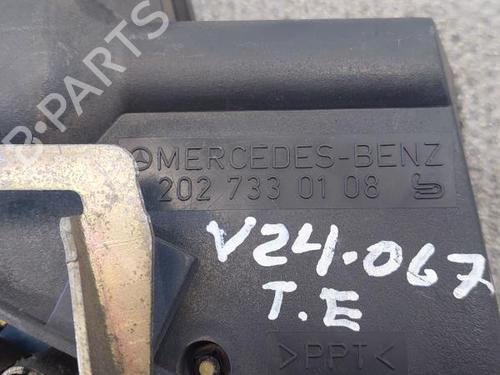 B-PARTS
MERCEDES-BENZ
202 733 01 08
V24.067
T.E
>PPT<